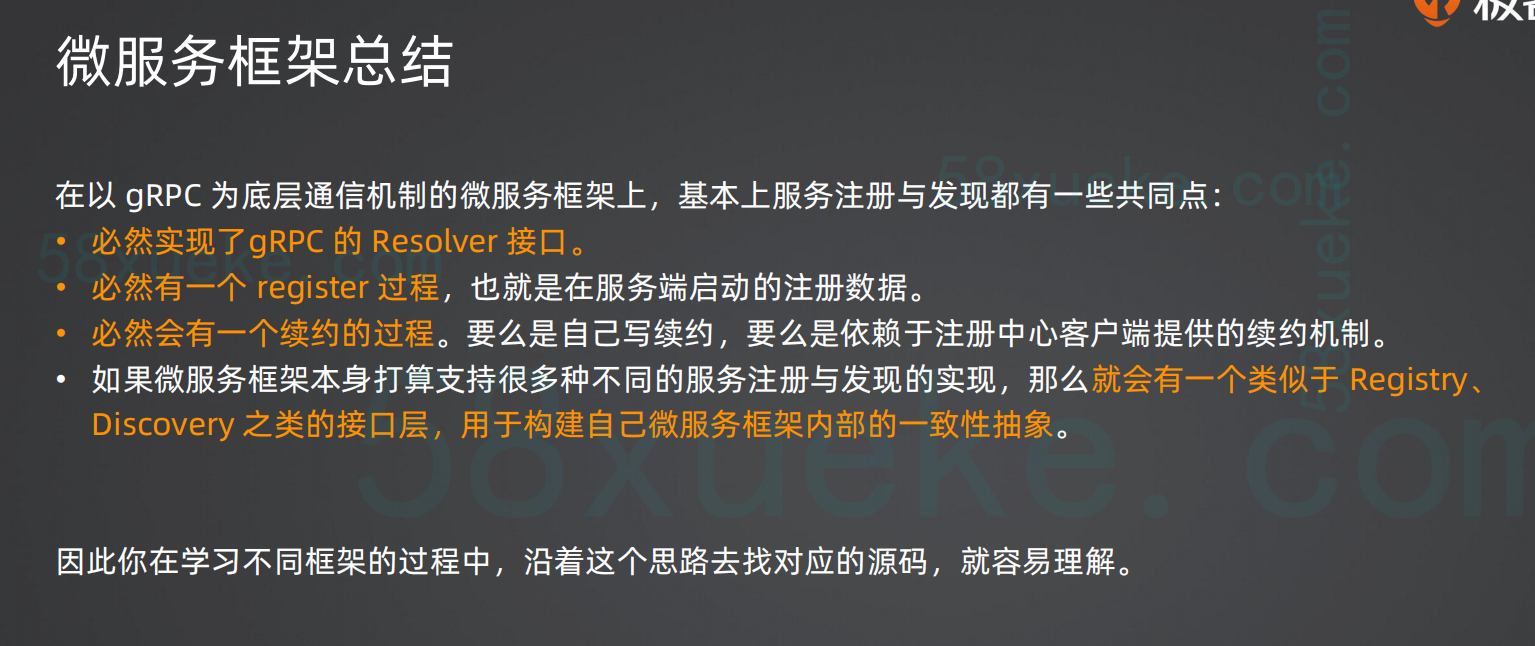 极客
微服务框架总结
在以 gRPC 为底层通信机制的微服务框架上，基本上服务注册与发现都有一些共同点：
• 必然实现了gRPC 的 Resolver 接口。
• 必然有一个 register 过程，也就是在服务端启动的注册数据。
• 必然会有一个续约的过程。要么是自己写续约，要么是依赖于注册中心客户端提供的续约机制。
• 如果微服务框架本身打算支持很多种不同的服务注册与发现的实现，那么就会有一个类似于 Registry、
Discovery 之类的接口层，用于构建自己微服务框架内部的一致性抽象。
因此你在学习不同框架的过程中，沿着这个思路去找对应的源码，就容易理解。
58xueke.com
58xueke.com
58xueke.com
58xueke.com